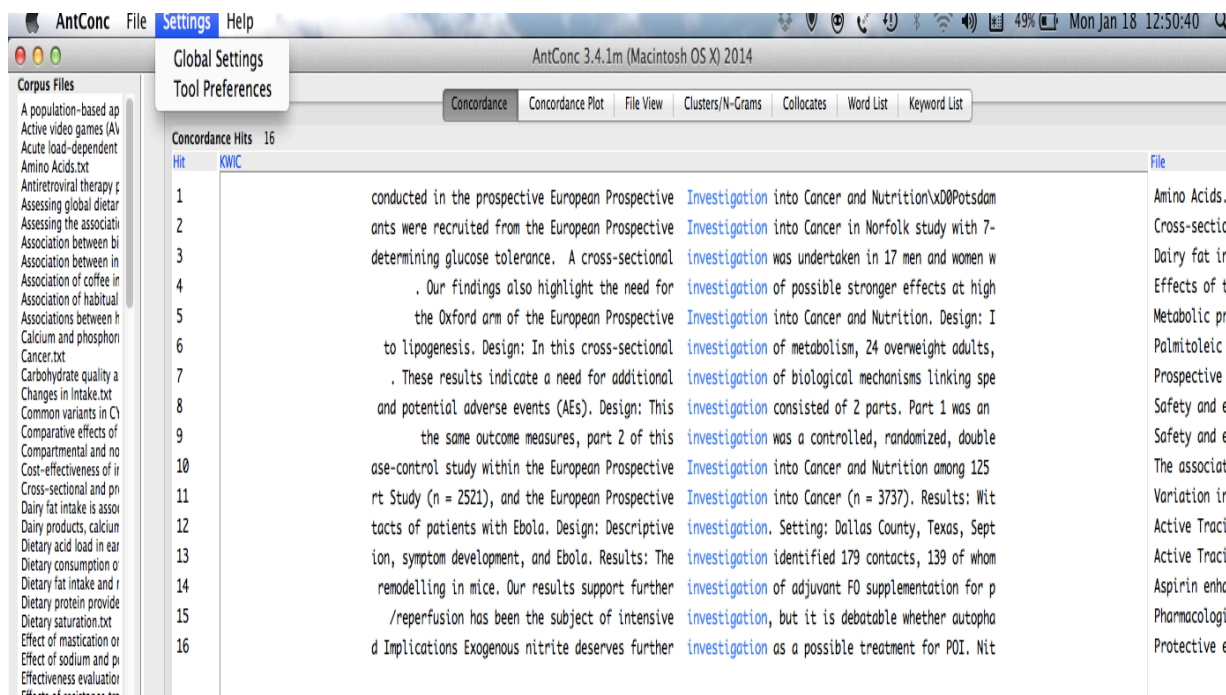 AntConc File Settings Help 49% Mon Jan 18 12:50:40
Global Settings
Tool Preferences
AntConc 3.4.1m (Macintosh OS X) 2014
Corpus Files
A population-based ap
Active video games (AV
Acute load-dependent
Amino Acids.txt
Antiretroviral therapy p
Assessing global dietar
Assessing the associatio
Association between bi
Association between in
Association of coffee in
Association of habitual
Associations between h
Calcium and phosphor
Cancer.txt
Carbohydrate quality a
Changes in Intake.txt
Common variants in CY
Comparative effects of
Compartmental and no
Cost-effectiveness of in
Cross-sectional and pro
Dairy fat intake is assoc
Dairy products, calcium
Dietary acid load in ear
Dietary consumption o
Dietary fat intake and r
Dietary protein provide
Dietary saturation.txt
Effect of mastication on
Effect of sodium and po
Effectiveness evaluation
Concordance Concordance Plot File View Clusters/N-Grams Collocates Word List Keyword List
Concordance Hits 16
Hit KWIC File
1 conducted in the prospective European Prospective Investigation into Cancer and Nutrition\xD0Potsdam Amino Acids.
2 ants were recruited from the European Prospective Investigation into Cancer in Norfolk study with 7- Cross-sectio
3 determining glucose tolerance. A cross-sectional investigation was undertaken in 17 men and women w Dairy fat in
4 . Our findings also highlight the need for investigation of possible stronger effects at high Effects of t
5 the Oxford arm of the European Prospective Investigation into Cancer and Nutrition. Design: I Metabolic pr
6 to lipogenesis. Design: In this cross-sectional investigation of metabolism, 24 overweight adults, Palmitoleic
7 . These results indicate a need for additional investigation of biological mechanisms linking spe Prospective
8 and potential adverse events (AEs). Design: This investigation consisted of 2 parts. Part 1 was an Safety and e
9 the same outcome measures, part 2 of this investigation was a controlled, randomized, double Safety and e
10 ase-control study within the European Prospective Investigation into Cancer and Nutrition among 125 The associat
11 rt Study (n = 2521), and the European Prospective Investigation into Cancer (n = 3737). Results: Wit Variation in
12 tacts of patients with Ebola. Design: Descriptive investigation. Setting: Dallas County, Texas, Sept Active Traci
13 ion, symptom development, and Ebola. Results: The investigation identified 179 contacts, 139 of whom Active Traci
14 remodelling in mice. Our results support further investigation of adjuvant FO supplementation for p Aspirin enha
15 /reperfusion has been the subject of intensive investigation, but it is debatable whether autopha Pharmacologi
16 d Implications Exogenous nitrite deserves further investigation as a possible treatment for POI. Nit Protective e